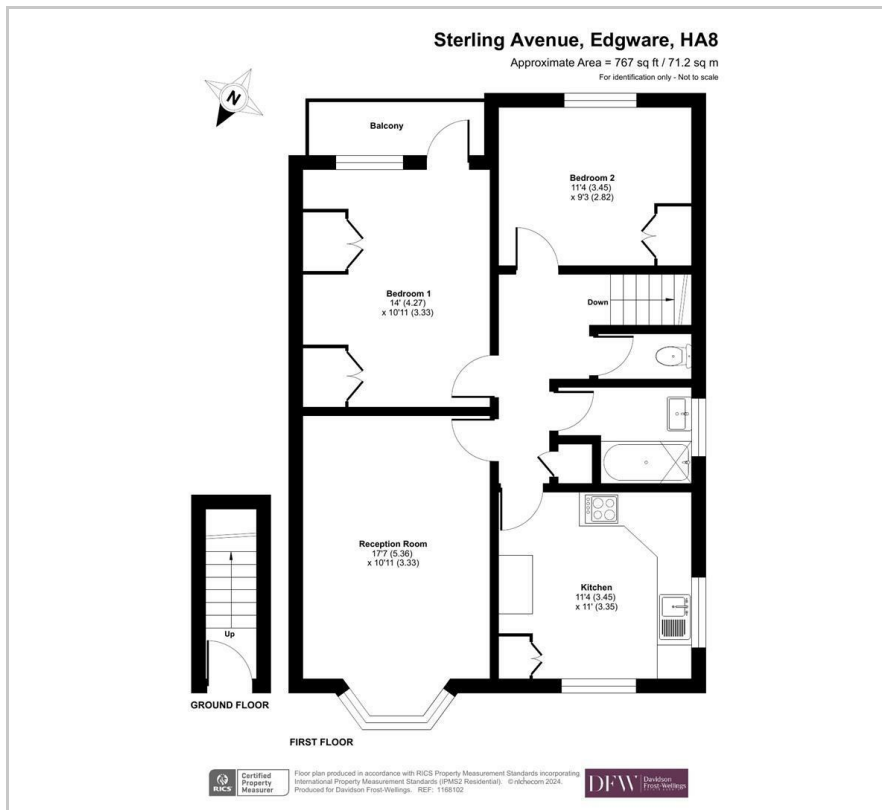 Sterling Avenue, Edgware, HA8
Approximate Area = 767 sq ft / 71.2 sq m
For identification only - Not to scale
N
Balcony
Bedroom 2
11'4 (3.45)
x 9'3 (2.82)
Bedroom 1
14' (4.27)
x 10'11 (3.33)
Down
Reception Room
17'7 (5.36)
x 10'11 (3.33)
Kitchen
11'4 (3.45)
x 11' (3.35)
Up
GROUND FLOOR
FIRST FLOOR
RICS
Certified
Property
Measurer
Floor plan produced in accordance with RICS Property Measurement Standards incorporating
International Property Measurement Standards (IPMS2 Residential). © nichecom 2024.
Produced for Davidson Frost-Wellings. REF: 1168102
DFW
Davidson
Frost-Wellings